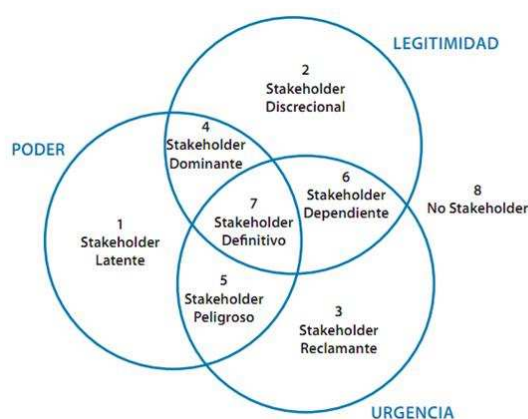 LEGITIMIDAD
2
Stakeholder
Discrecional
PODER
4
Stakeholder
Dominante
6
Stakeholder
Dependiente
8
No Stakeholder
7
Stakeholder
Definitivo
1
Stakeholder
Latente
5
Stakeholder
Peligroso
3
Stakeholder
Reclamante
URGENCIA